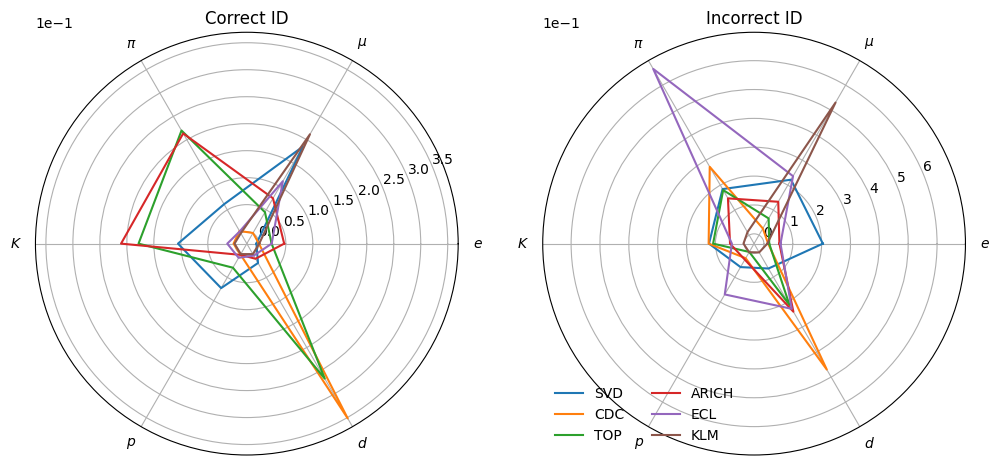 Correct ID
1e−1
e
μ
π
K
p
d
0.0
0.5
1.0
1.5
2.0
2.5
3.0
3.5
Incorrect ID
1e−1
e
μ
π
K
p
d
0
1
2
3
4
5
6
SVD
CDC
TOP
ARICH
ECL
KLM